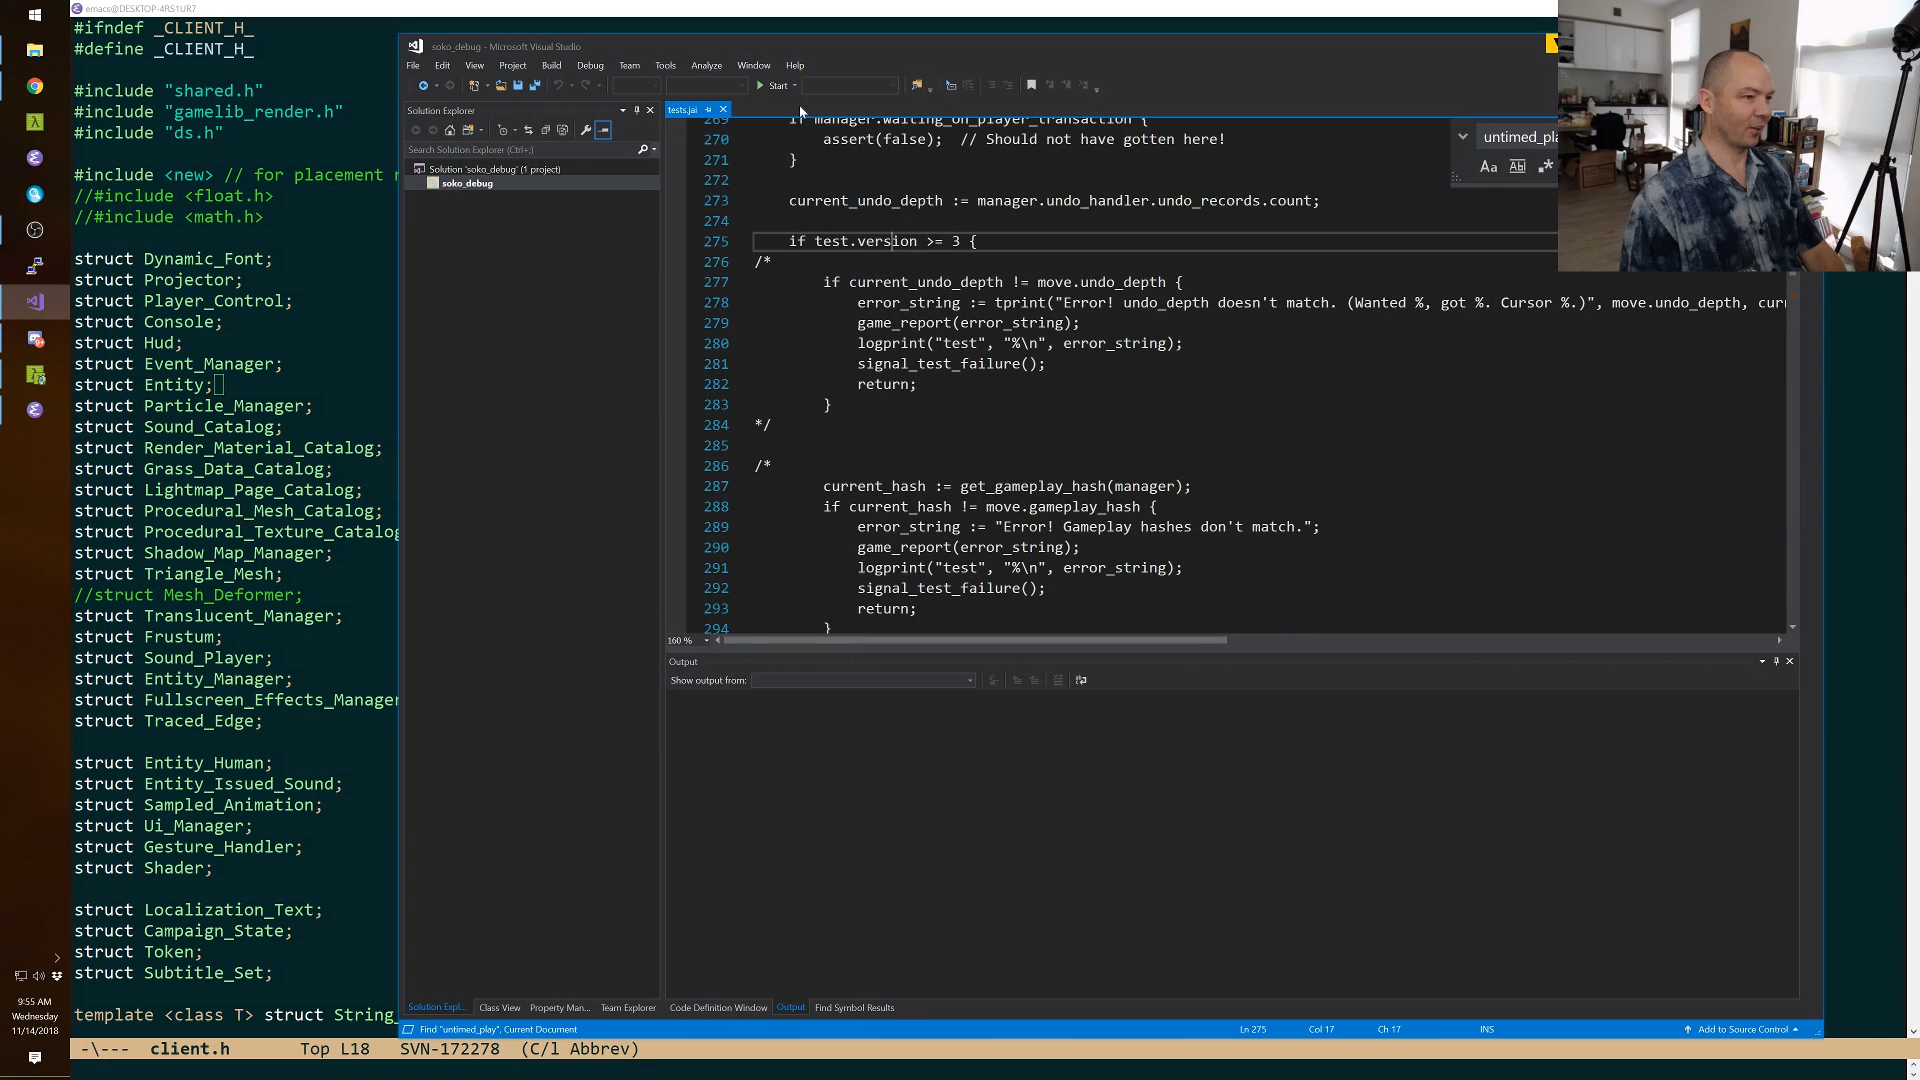 emacs@DESKTOP-4RS1UR7
#ifndef _CLIENT_H_
#define _CLIENT_H_
#include "shared.h"
#include "gamelib_render.h"
#include "ds.h"
#include <new> // for placement
//#include <float.h>
//#include <math.h>
struct Dynamic_Font;
struct Projector;
struct Player_Control;
struct Console;
struct Hud;
struct Event_Manager;
struct Entity;
struct Particle_Manager;
struct Sound_Catalog;
struct Render_Material_Catalog;
struct Grass_Data_Catalog;
struct Lightmap_Page_Catalog;
struct Procedural_Mesh_Catalog;
struct Procedural_Texture_Catalog
struct Shadow_Map_Manager;
struct Triangle_Mesh;
//struct Mesh_Deformer;
struct Translucent_Manager;
struct Frustum;
struct Sound_Player;
struct Entity_Manager;
struct Fullscreen_Effects_Manager
struct Traced_Edge;
struct Entity_Human;
struct Entity_Issued_Sound;
struct Sampled_Animation;
struct Ui_Manager;
struct Gesture_Handler;
struct Shader;
struct Localization_Text;
struct Campaign_State;
struct Token;
struct Subtitle_Set;
template <class T> struct String_
-\--- client.h Top L18 SVN-172278 (C/l Abbrev)
9:55 AM
Wednesday
11/14/2018
soko_debug - Microsoft Visual Studio
File Edit View Project Build Debug Team Tools Analyze Window Help
Start
Solution Explorer
Search Solution Explorer (Ctrl+;)
Solution 'soko_debug' (1 project)
soko_debug
tests.jai
untimed_pla
Aa Ab
269 if manager.waiting_on_player_transaction {
270 assert(false); // Should not have gotten here!
271 }
272
273 current_undo_depth := manager.undo_handler.undo_records.count;
274
275 if test.version >= 3 {
276 /*
277 if current_undo_depth != move.undo_depth {
278 error_string := tprint("Error! undo_depth doesn't match. (Wanted %, got %. Cursor %.)", move.undo_depth, cur
279 game_report(error_string);
280 logprint("test", "%\n", error_string);
281 signal_test_failure();
282 return;
283 }
284 */
285
286 /*
287 current_hash := get_gameplay_hash(manager);
288 if current_hash != move.gameplay_hash {
289 error_string := "Error! Gameplay hashes don't match.";
290 game_report(error_string);
291 logprint("test", "%\n", error_string);
292 signal_test_failure();
293 return;
294 }
160 %
Output
Show output from:
Solution Expl... Class View Property Man... Team Explorer
Code Definition Window Output Find Symbol Results
Find "untimed_play", Current Document Ln 275 Col 17 Ch 17 INS Add to Source Control